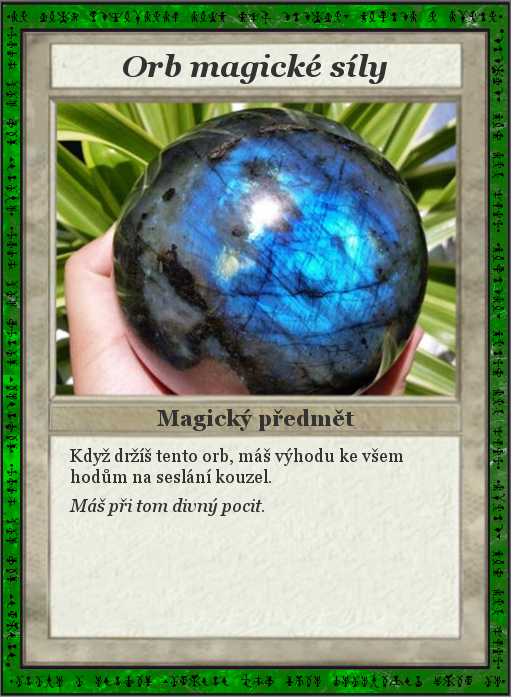 Orb magické síly
Magický předmět
Když držíš tento orb, máš výhodu ke všem
hodům na seslání kouzel.
Máš při tom divný pocit.